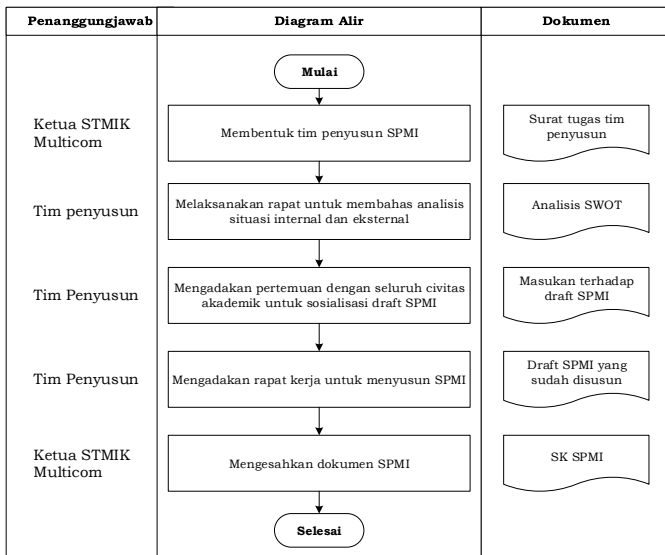 Penanggungjawab
Diagram Alir
Dokumen
Mulai
Ketua STMIK
Multicom
Membentuk tim penyusun SPMI
Surat tugas tim
penyusun
Tim penyusun
Melaksanakan rapat untuk membahas analisis
situasi internal dan eksternal
Analisis SWOT
Tim Penyusun
Mengadakan pertemuan dengan seluruh civitas
akademik untuk sosialisasi draft SPMI
Masukan terhadap
draft SPMI
Tim Penyusun
Mengadakan rapat kerja untuk menyusun SPMI
Draft SPMI yang
sudah disusun
Ketua STMIK
Multicom
Mengesahkan dokumen SPMI
SK SPMI
Selesai